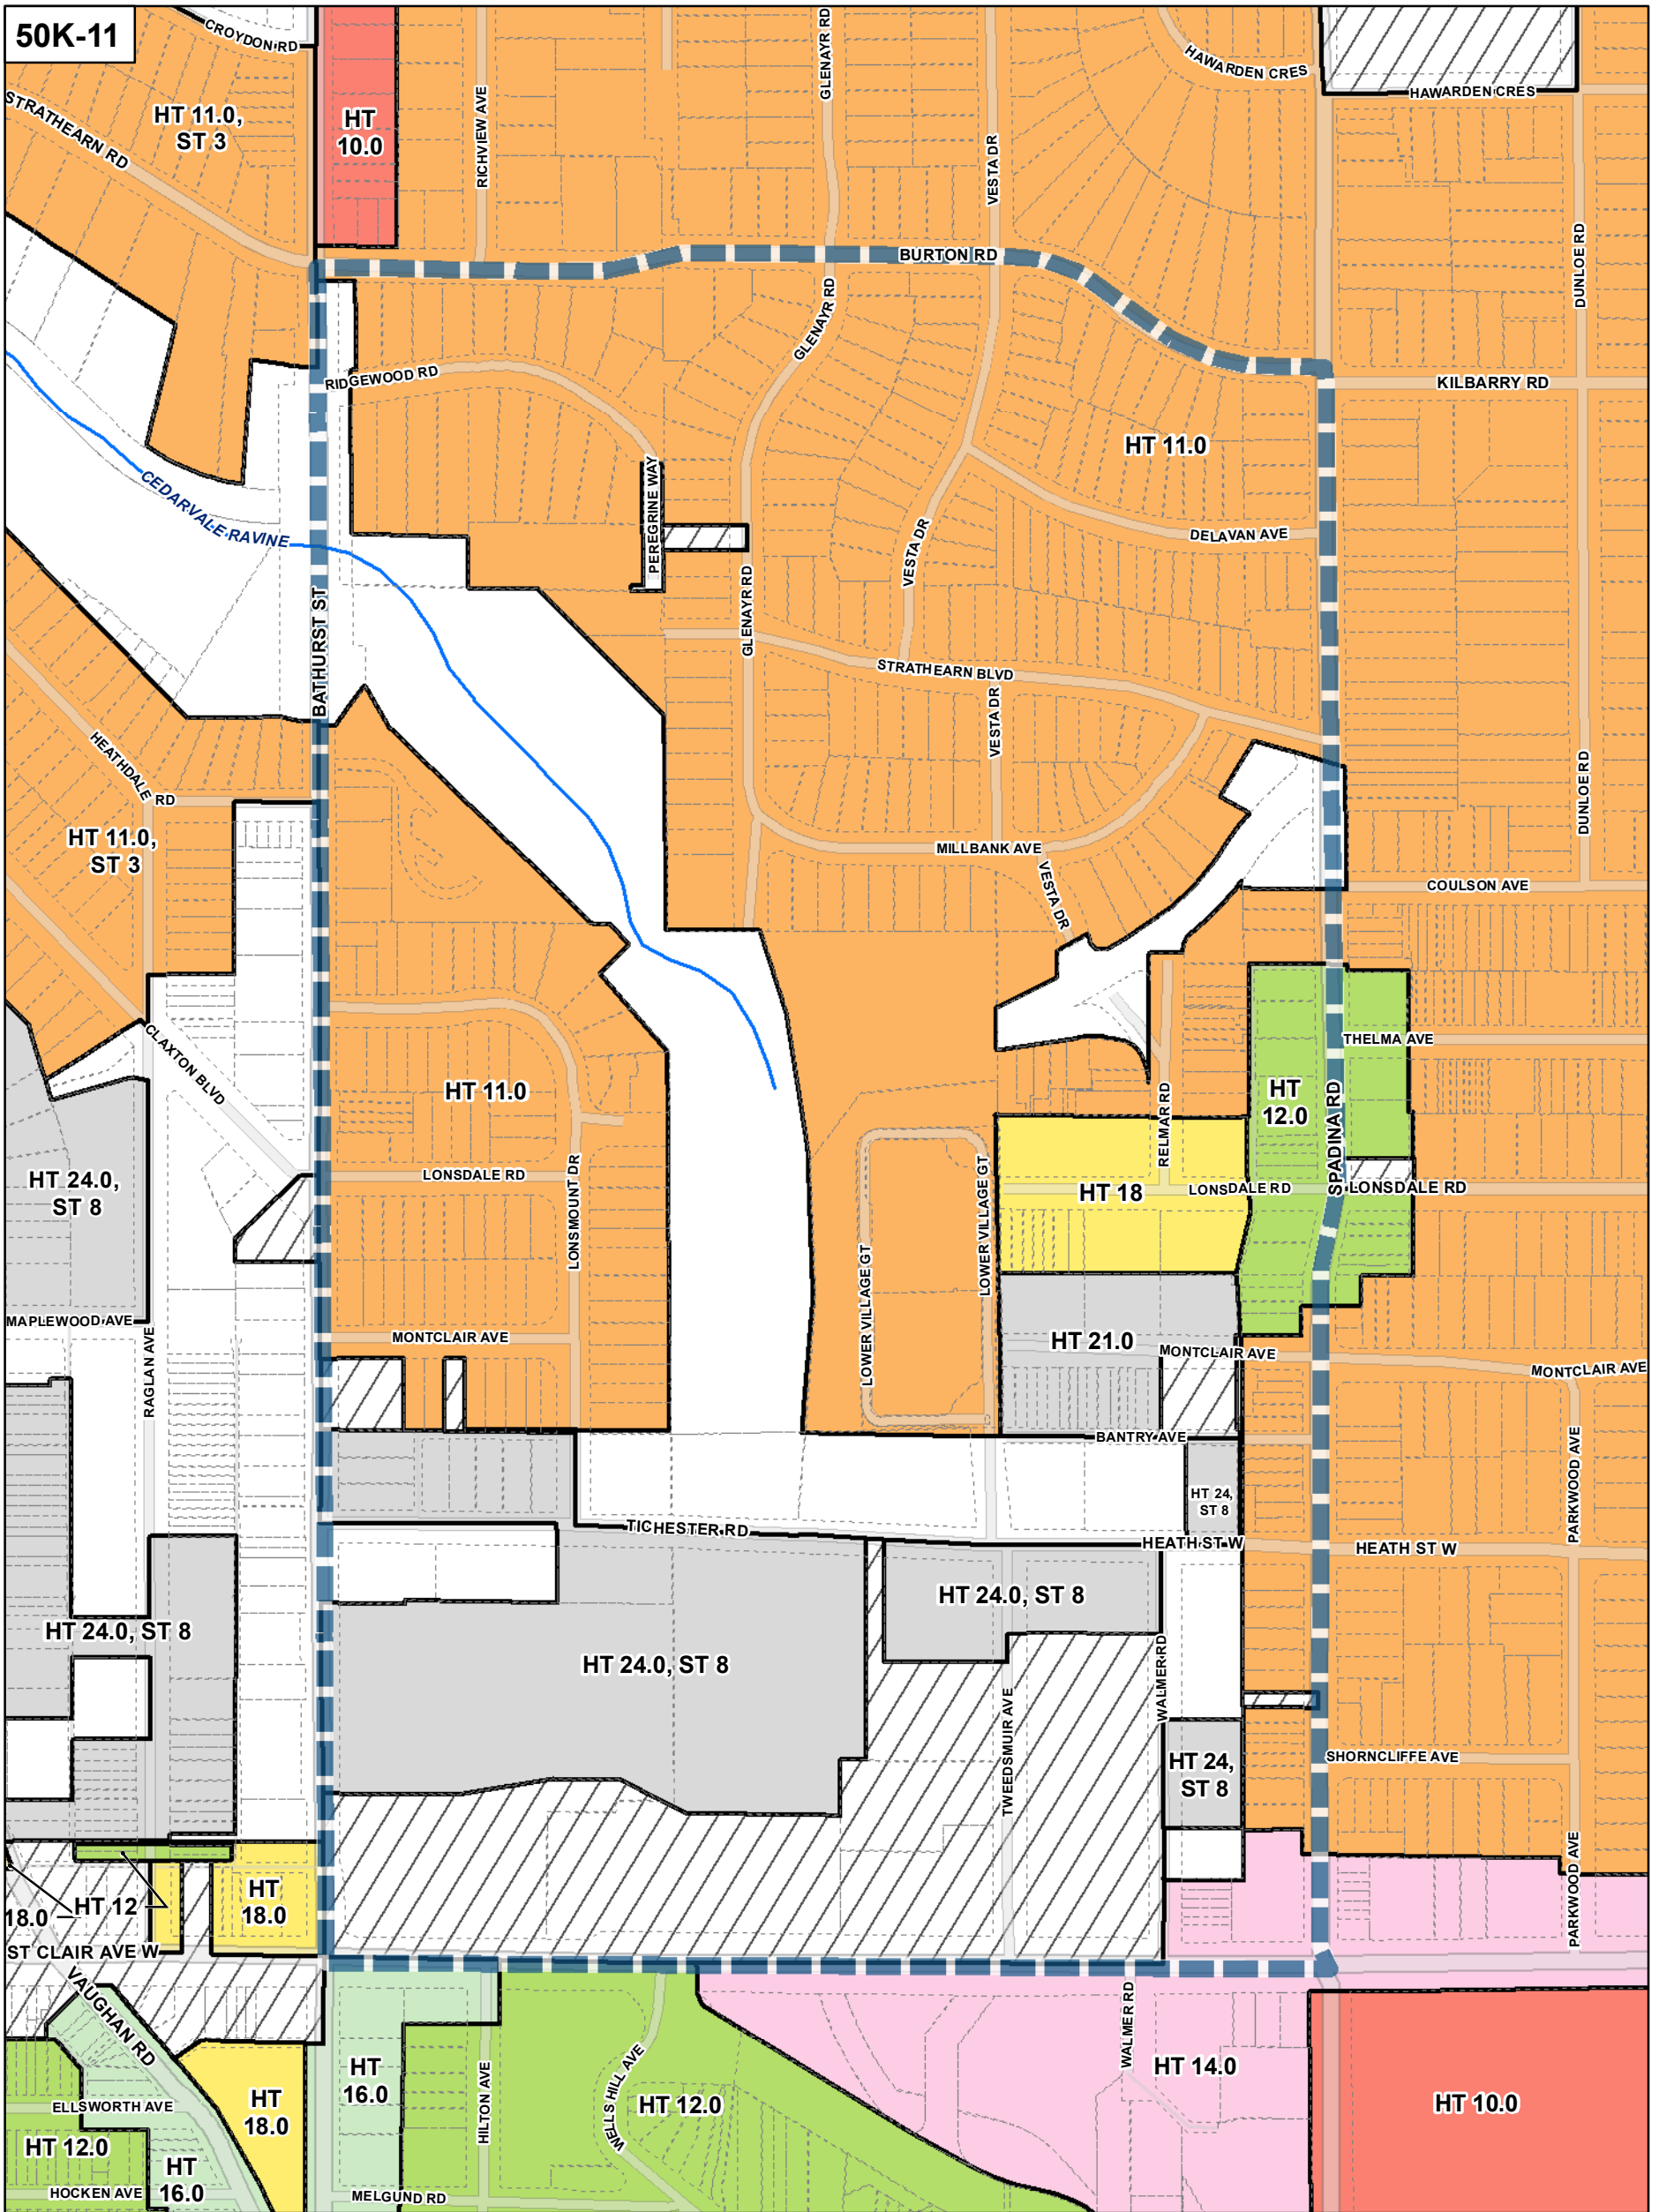 50K-11
CROYDON RD
STRATHEARN RD
HT 11.0,
ST 3
HT
10.0
RICHVIEW AVE
GLENAYR RD
VESTA DR
HAWARDEN CRES
HAWARDEN CRES
DUNLOE RD
BURTON RD
GLENAYR RD
RIDGEWOOD RD
KILBARRY RD
HT 11.0
CEDARVALE RAVINE
PEREGRINE WAY
VESTA DR
DELAVAN AVE
GLENAYR RD
BATHURST ST
STRATHEARN BLVD
VESTA DR
HEATHDALE RD
DUNLOE RD
HT 11.0,
ST 3
MILLBANK AVE
VESTA DR
COULSON AVE
CLAXTON BLVD
THELMA AVE
HT 11.0
HT
12.0
RELMAR RD
SPADINA RD
LONSDALE RD
LONSMOUNT DR
LOWER VILLAGE GT
LOWER VILLAGE GT
HT 18
LONSDALE RD
LONSDALE RD
HT 24.0,
ST 8
MAPLEWOOD AVE
RAGLAN AVE
MONTCLAIR AVE
HT 21.0
MONTCLAIR AVE
MONTCLAIR AVE
BANTRY AVE
PARKWOOD AVE
HT 24,
ST 8
TICHESTER RD
HEATH ST W
HEATH ST W
HT 24.0, ST 8
HT 24.0, ST 8
HT 24.0, ST 8
WALMER RD
TWEEDSMUIR AVE
HT 24,
ST 8
SHORNCLIFFE AVE
PARKWOOD AVE
HT 12
18.0
HT
18.0
ST CLAIR AVE W
VAUGHAN RD
HT
16.0
HILTON AVE
WELLS HILL AVE
HT 12.0
WALMER RD
HT 14.0
HT 10.0
ELLSWORTH AVE
HT
18.0
HT 12.0
HT
16.0
HOCKEN AVE
MELGUND RD